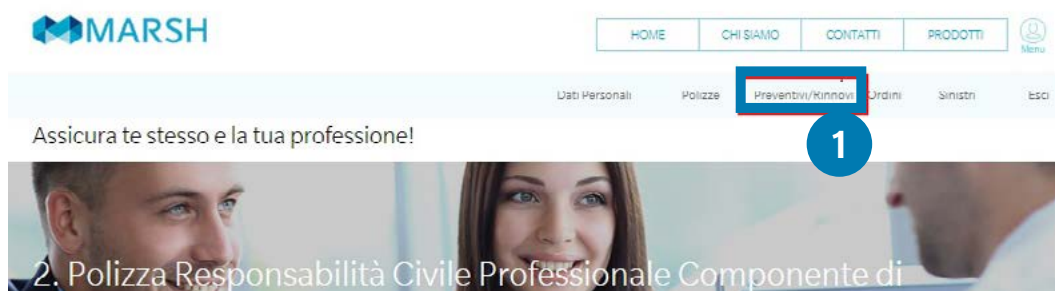 MARSH
HOME CHI SIAMO CONTATTI PRODOTTI
Menu
Dati Personali Polizze Preventivi/Rinnovi Ordini Sinistri Esci
Assicura te stesso e la tua professione!
1
2. Polizza Responsabilità Civile Professionale Componente di